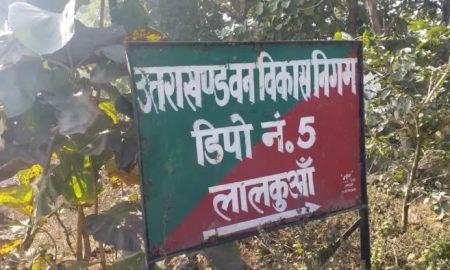 उत्तराखण्ड वन विकास निगम
डिपो नं. 5
लालकुआँ